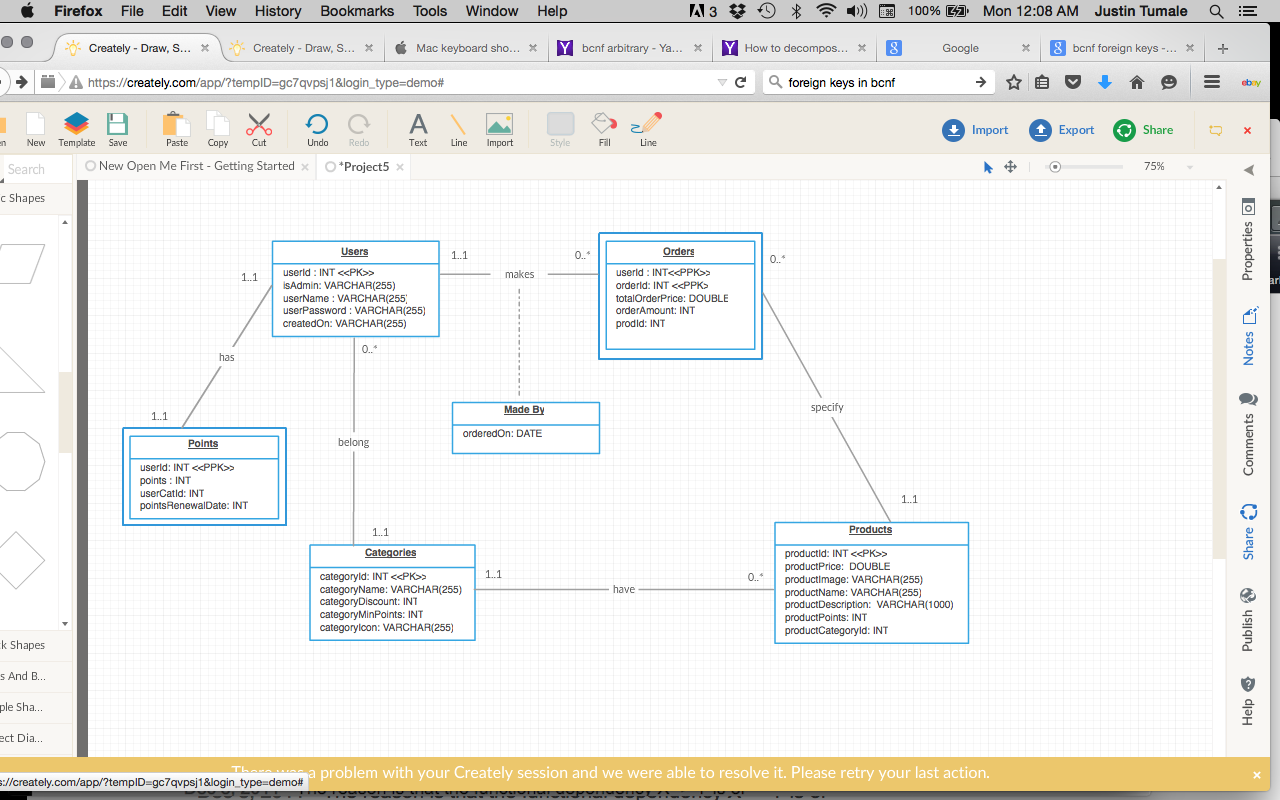 Firefox File Edit View History Bookmarks Tools Window Help 3 100% Mon 12:08 AM Justin Tumale
Creately - Draw, S... Creately - Draw, S... Mac keyboard sho... bcnf arbitrary - Ya... How to decompos... Google bcnf foreign keys -...
https://creately.com/app/?tempID=gc7qvpsj1&login_type=demo# foreign keys in bcnf ebay
New Template Save Paste Copy Cut Undo Redo Text Line Import Style Fill Line Import Export Share
Search New Open Me First - Getting Started *Project5 75%
c Shapes
Properties
Notes
Comments
Share
Publish
Help
Users
userId : INT <<PK>>
isAdmin: VARCHAR(255)
userName : VARCHAR(255)
userPassword : VARCHAR(255)
createdOn: VARCHAR(255)
1..1
makes
0..*
Orders
userId : INT<<PPK>>
orderId: INT <<PPK>
totalOrderPrice: DOUBLE
orderAmount: INT
prodId: INT
0..*
1..1
has
1..1
0..*
belong
1..1
Made By
orderedOn: DATE
specify
1..1
Points
userId: INT <<PPK>>
points : INT
userCatId: INT
pointsRenewalDate: INT
Categories
categoryId: INT <<PK>>
categoryName: VARCHAR(255)
categoryDiscount: INT
categoryMinPoints: INT
categoryIcon: VARCHAR(255)
1..1
have
0..*
Products
productId: INT <<PK>>
productPrice: DOUBLE
productImage: VARCHAR(255)
productName: VARCHAR(255)
productDescription: VARCHAR(1000)
productPoints: INT
productCategoryId: INT
k Shapes
s And B...
ple Sha...
ect Dia...
There was a problem with your Creately session and we were able to resolve it. Please retry your last action.
s://creately.com/app/?tempID=gc7qvpsj1&login_type=demo#